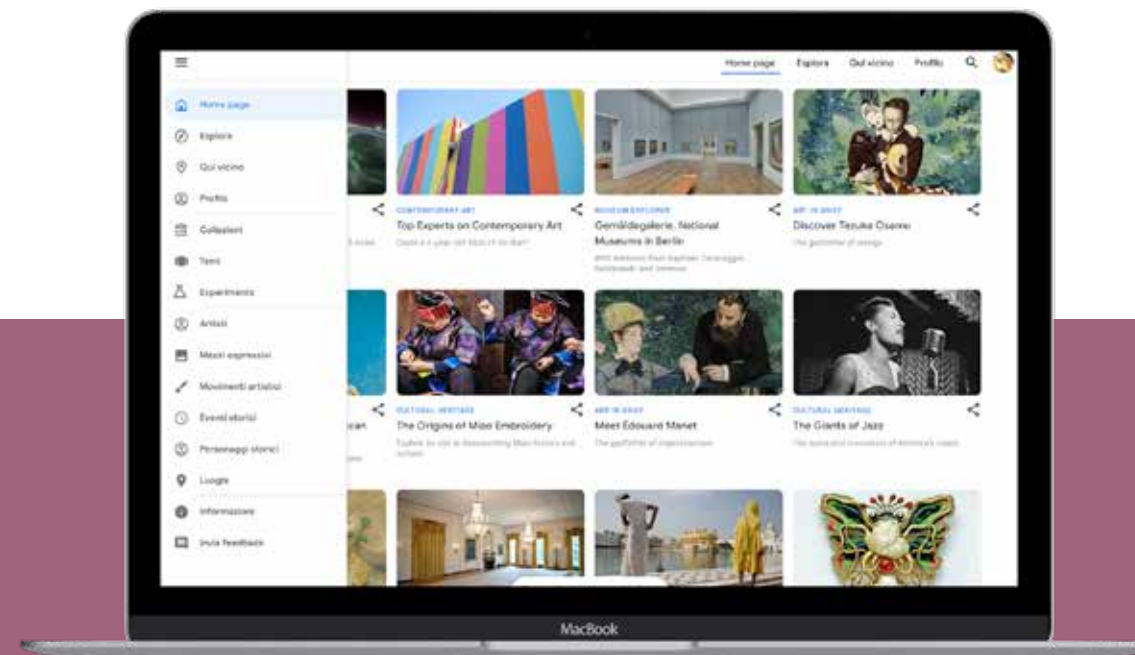 Home page Esplora Qui vicino Profilo
Home page
Esplora
Qui vicino
Profilo
Collezioni
Temi
Experiments
Artisti
Mezzi espressivi
Movimenti artistici
Eventi storici
Personaggi storici
Luoghi
Informazioni
Invia feedback
CONTEMPORARY ART
Top Experts on Contemporary Art
MUSEUM EXPLORER
Gemäldegalerie, National
Museums in Berlin
ART IN BRIEF
Discover Tezuka Osamu
The godfather of manga
CULTURAL HERITAGE
The Origins of Miao Embroidery
ART IN BRIEF
Meet Édouard Manet
The godfather of impressionism
CULTURAL HERITAGE
The Giants of Jazz
MacBook